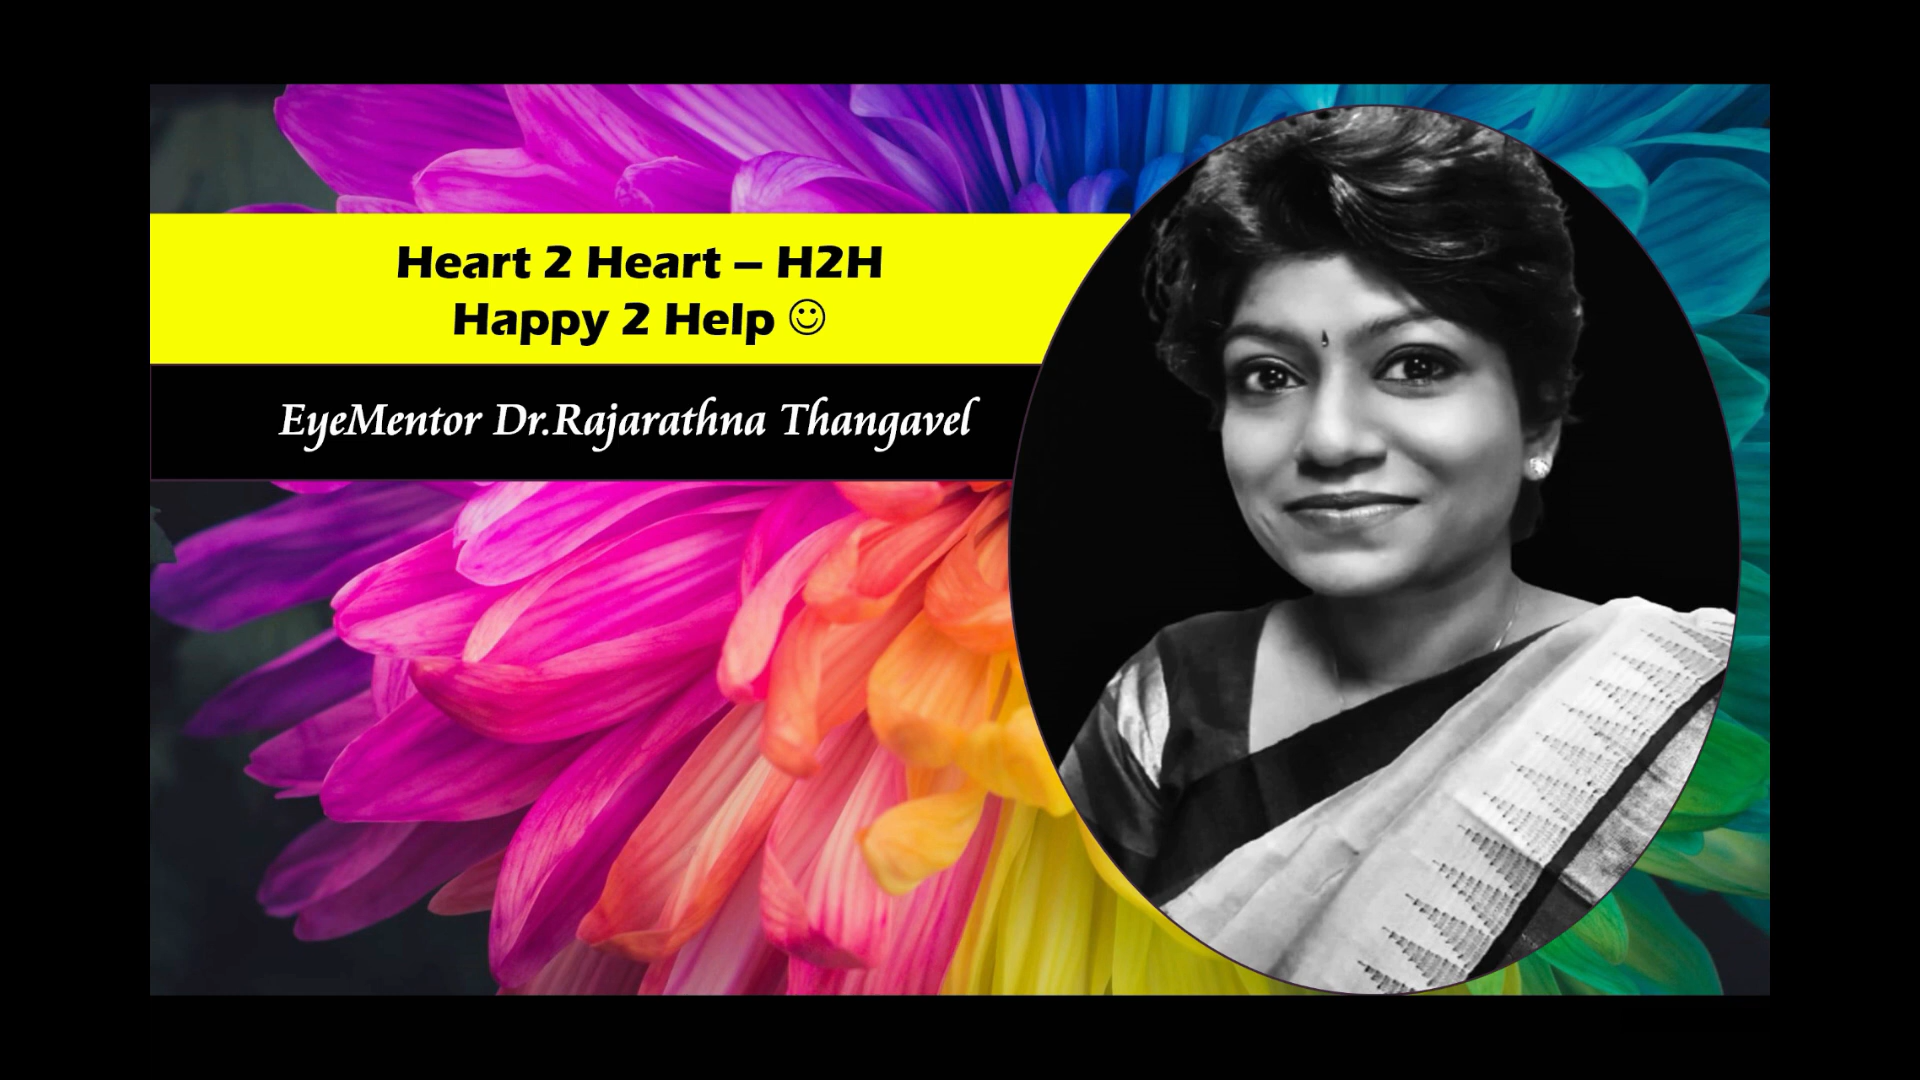 Heart 2 Heart – H2H
Happy 2 Help ☺
EyeMentor Dr.Rajarathna Thangavel